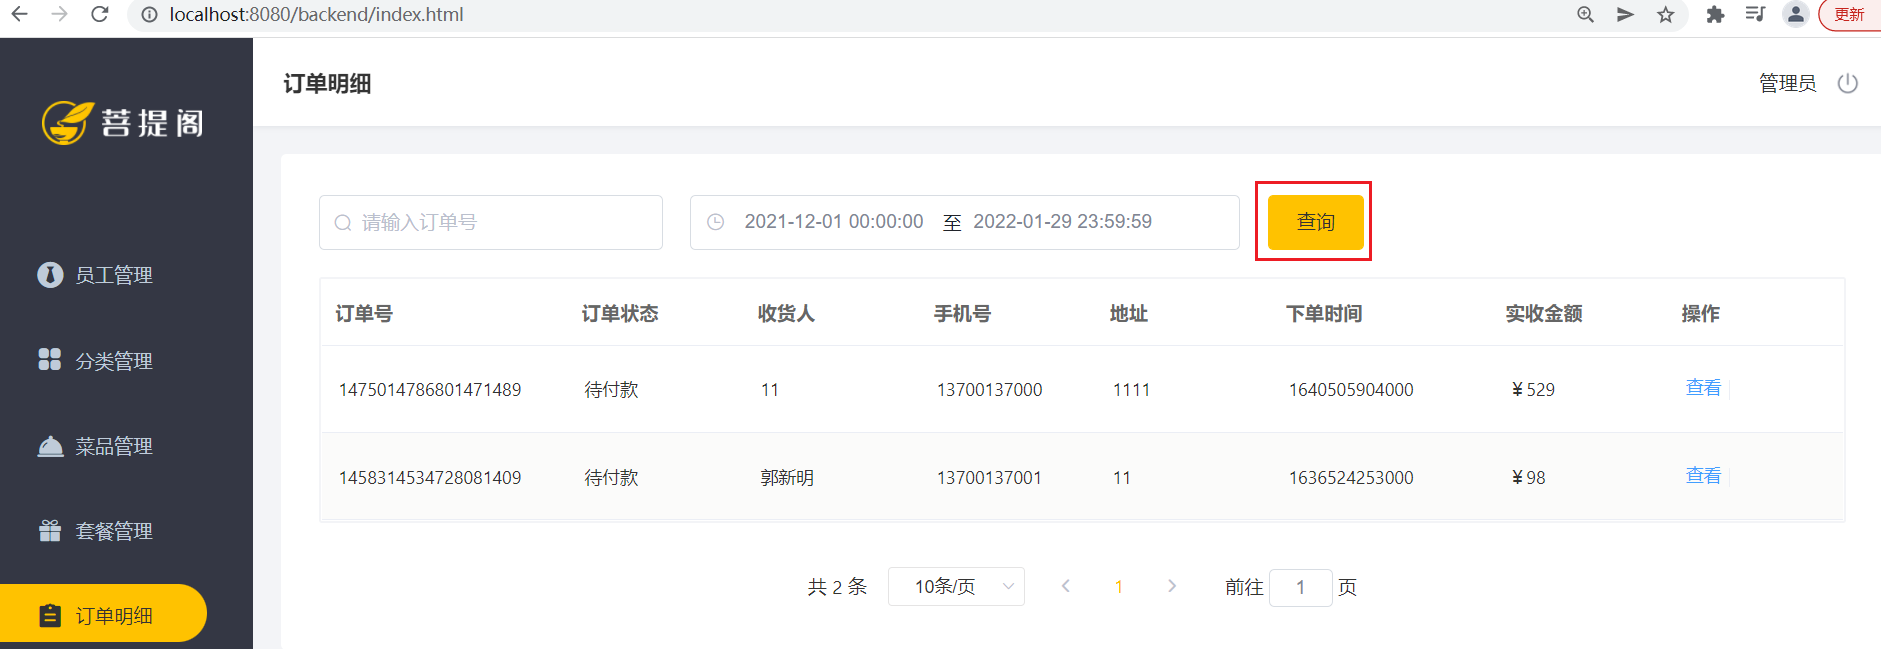 localhost:8080/backend/index.html
更新
菩提阁
订单明细
管理员
请输入订单号
2021-12-01 00:00:00 至 2022-01-29 23:59:59
查询
员工管理
分类管理
菜品管理
套餐管理
订单明细
订单号 订单状态 收货人 手机号 地址 下单时间 实收金额 操作
1475014786801471489 待付款 11 13700137000 1111 1640505904000 ¥529 查看
1458314534728081409 待付款 郭新明 13700137001 11 1636524253000 ¥98 查看
共 2 条 10条/页 1 前往 1 页